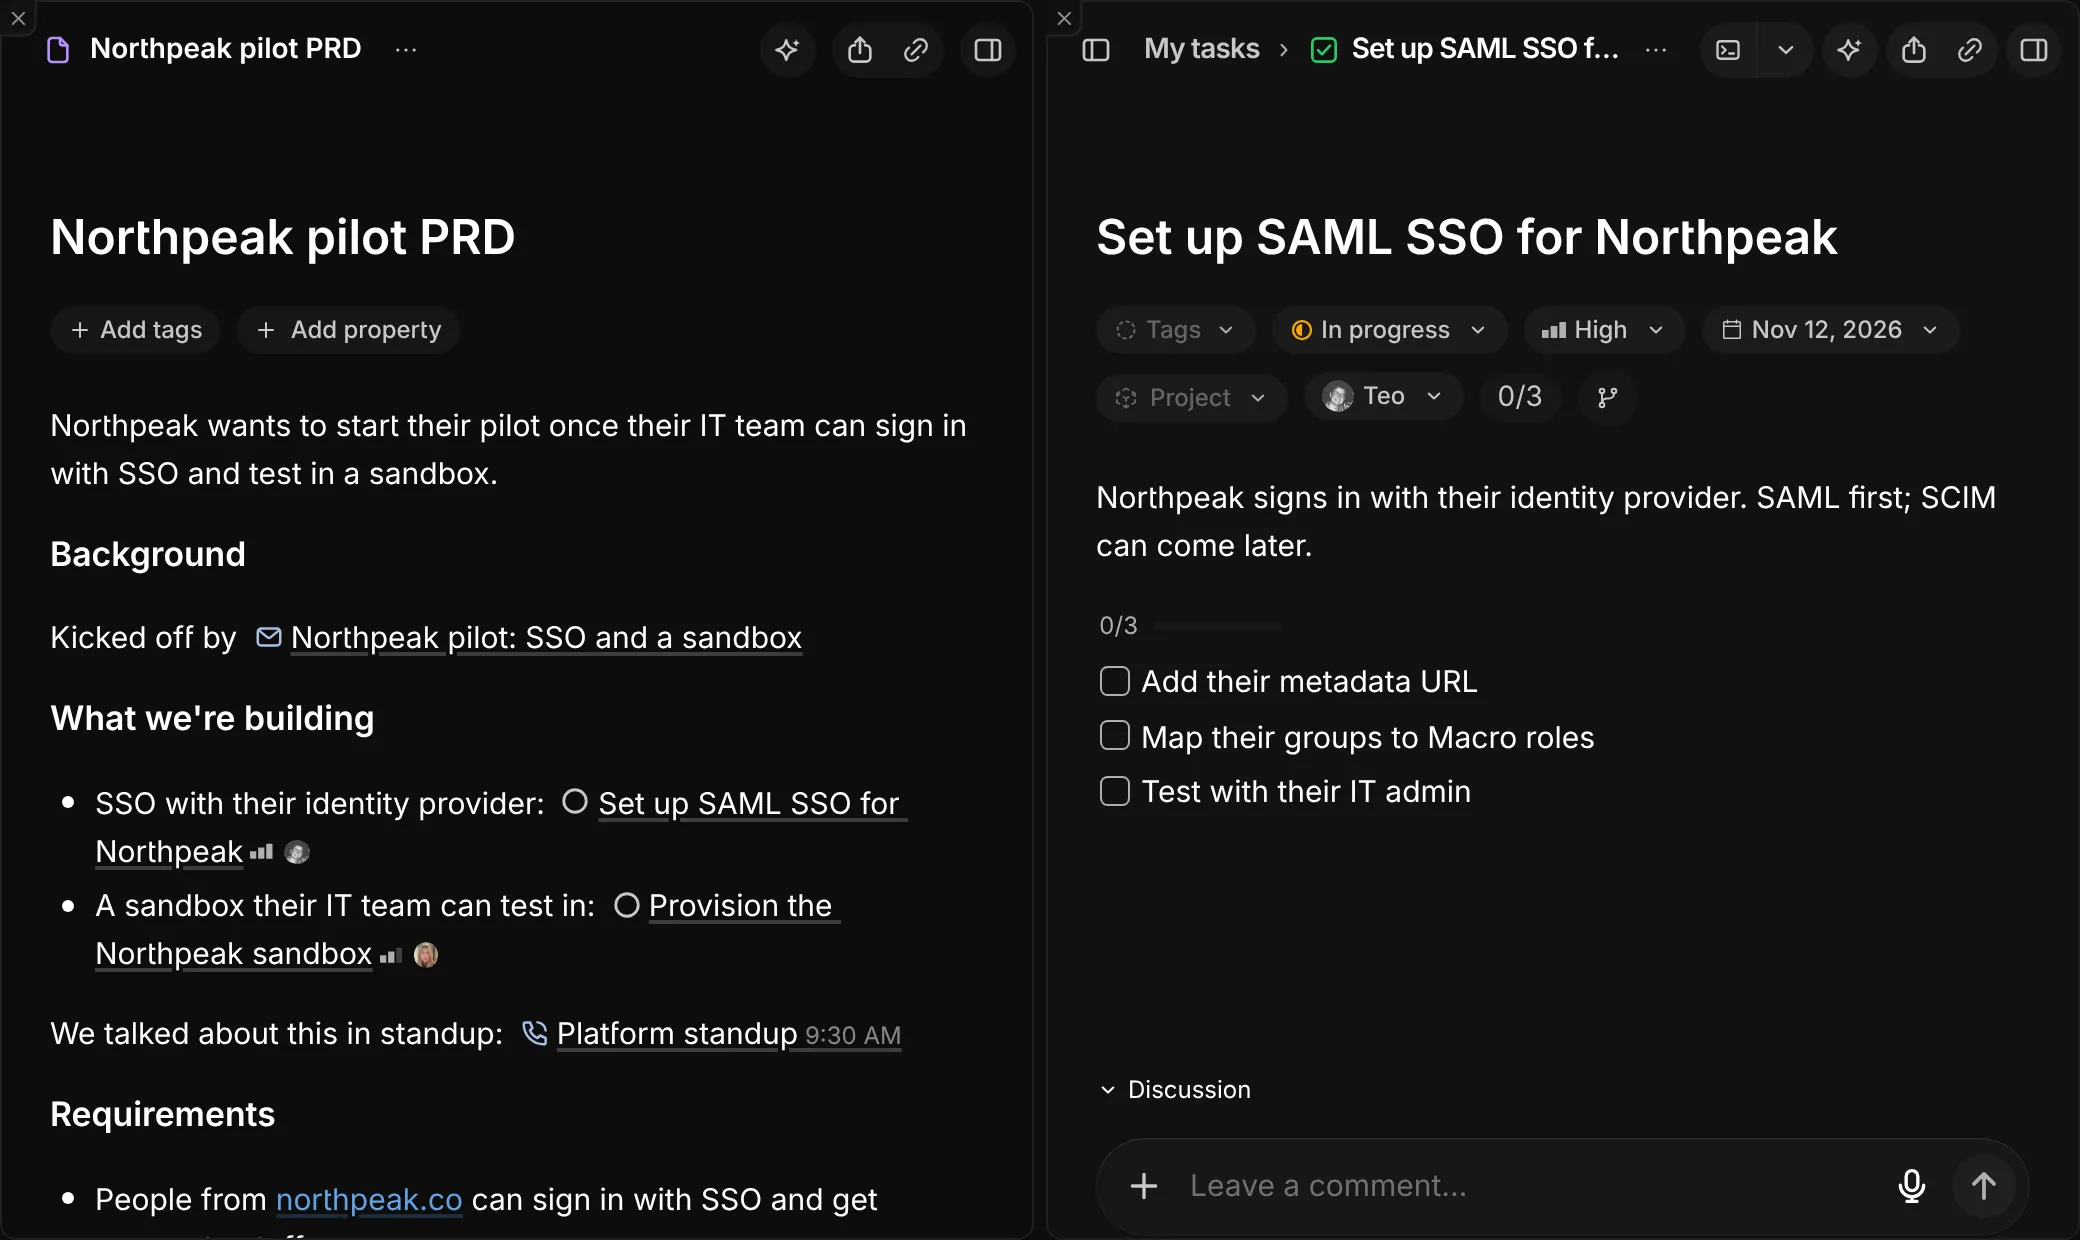 Northpeak pilot PRD
Northpeak pilot PRD
Add tags
Add property
Northpeak wants to start their pilot once their IT team can sign in
with SSO and test in a sandbox.
Background
Kicked off by Northpeak pilot: SSO and a sandbox
What we're building
SSO with their identity provider: Set up SAML SSO for
Northpeak
A sandbox their IT team can test in: Provision the
Northpeak sandbox
We talked about this in standup: Platform standup 9:30 AM
Requirements
People from northpeak.co can sign in with SSO and get
My tasks › Set up SAML SSO f...
Set up SAML SSO for Northpeak
Tags
In progress
High
Nov 12, 2026
Project
Teo
0/3
Northpeak signs in with their identity provider. SAML first; SCIM
can come later.
0/3
Add their metadata URL
Map their groups to Macro roles
Test with their IT admin
Discussion
Leave a comment...